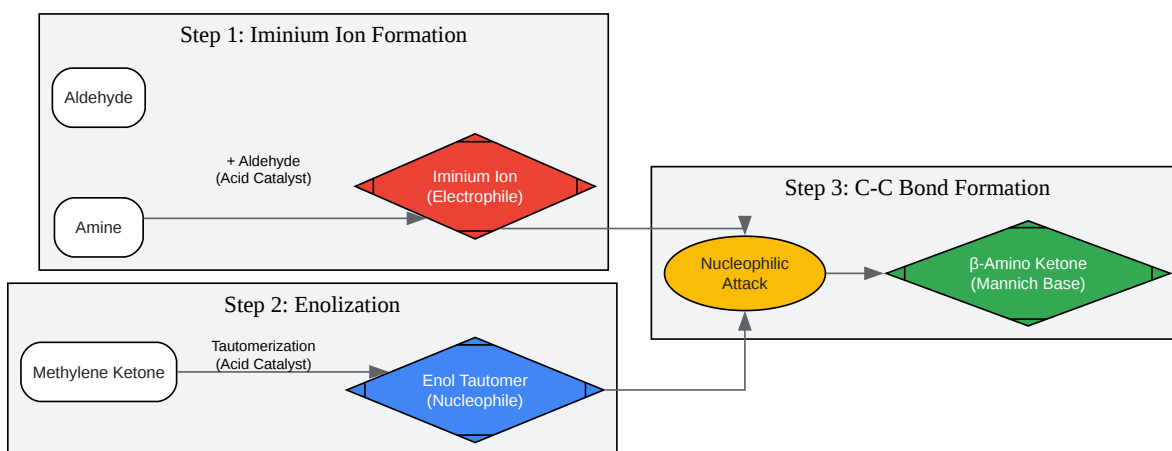 Step 1: Iminium Ion Formation
Aldehyde
+ Aldehyde
(Acid Catalyst)
Iminium Ion
(Electrophile)
Amine
Step 2: Enolization
Methylene Ketone
Tautomerization
(Acid Catalyst)
Enol Tautomer
(Nucleophile)
Step 3: C-C Bond Formation
Nucleophilic
Attack
β-Amino Ketone
(Mannich Base)